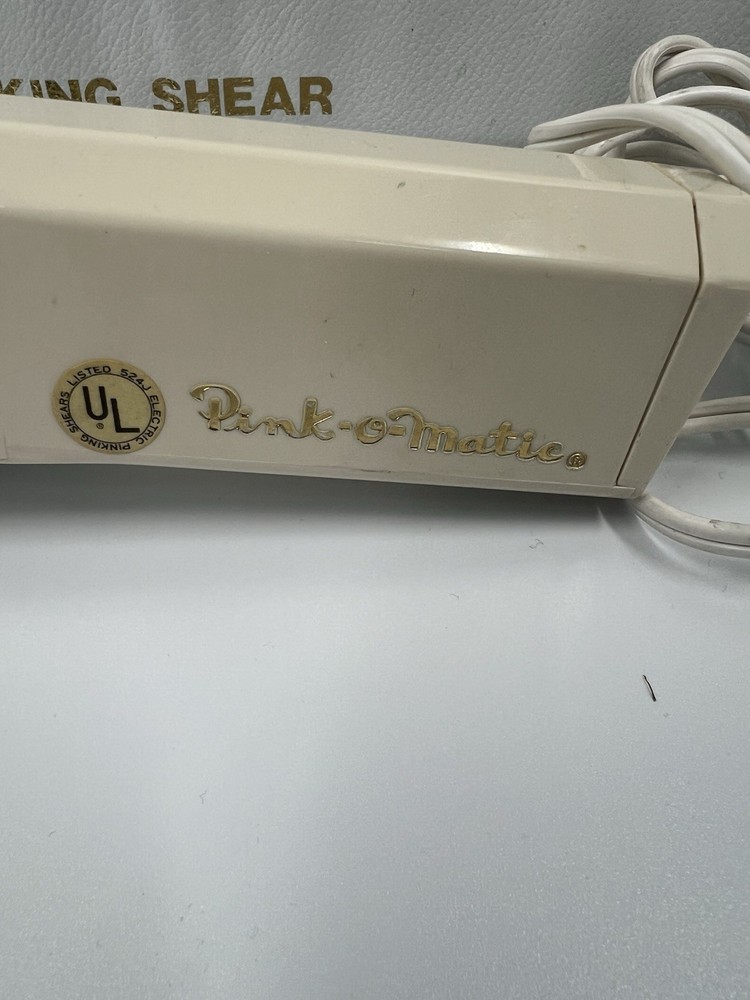 KING SHEAR
LISTED 524J ELECTRIC PINKING SHEARS
UL®
Pink-o-Matic®